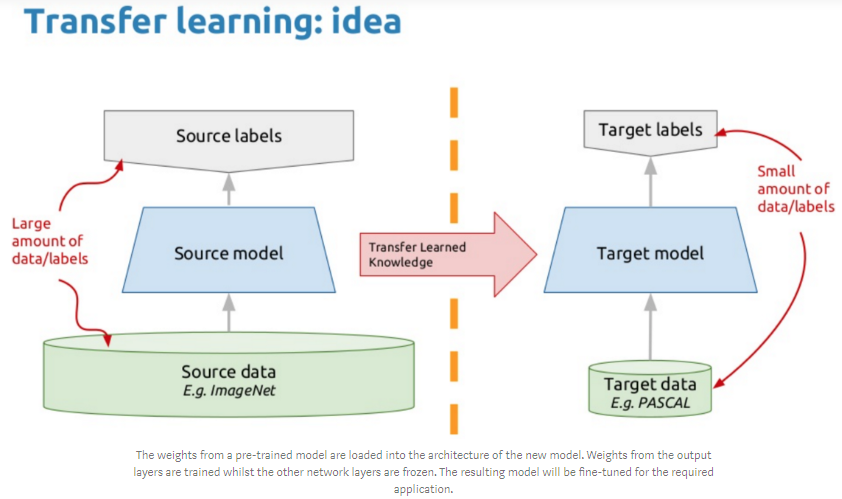 Transfer learning: idea
Source labels
Large
amount of
data/labels
Source model
Source data
E.g. ImageNet
Transfer Learned
Knowledge
Target labels
Small
amount of
data/labels
Target model
Target data
E.g. PASCAL
The weights from a pre-trained model are loaded into the architecture of the new model. Weights from the output
layers are trained whilst the other network layers are frozen. The resulting model will be fine-tuned for the required
application.